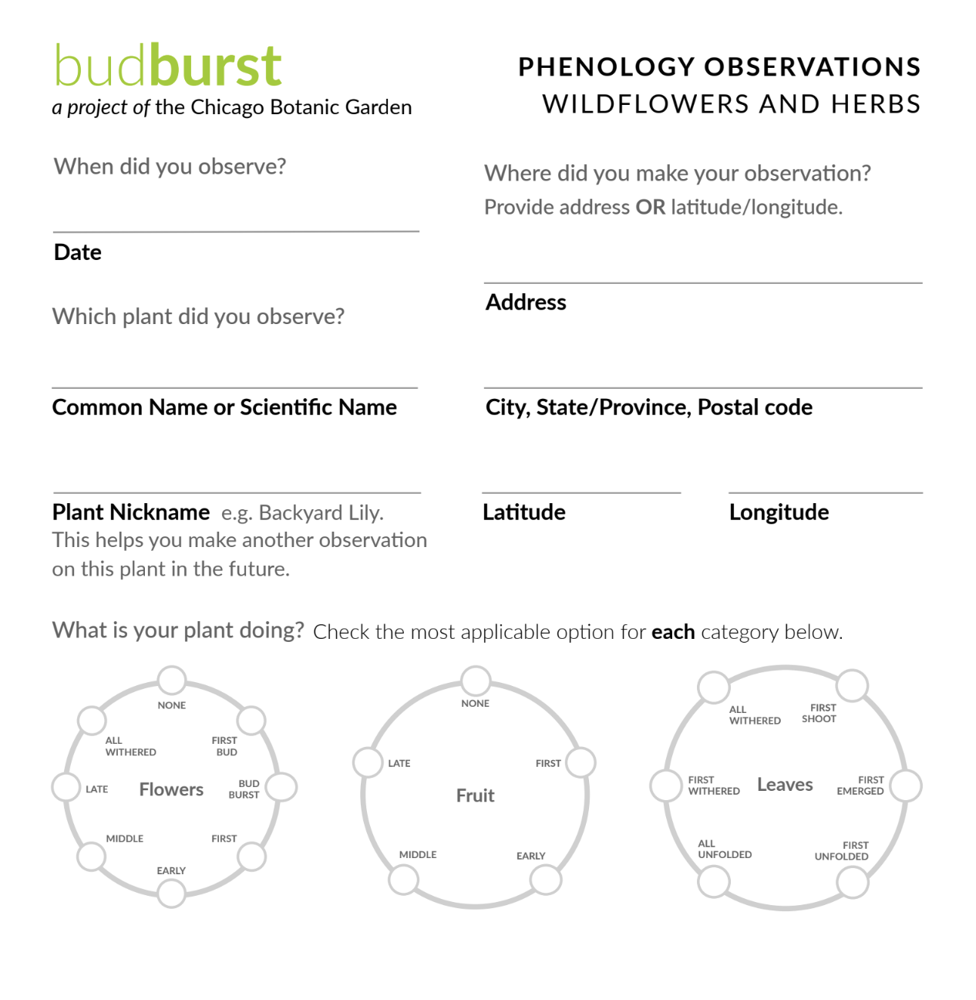 budburst
a project of the Chicago Botanic Garden
PHENOLOGY OBSERVATIONS
WILDFLOWERS AND HERBS
When did you observe?
Date
Which plant did you observe?
Common Name or Scientific Name
Plant Nickname e.g. Backyard Lily.
This helps you make another observation
on this plant in the future.
Where did you make your observation?
Provide address OR latitude/longitude.
Address
City, State/Province, Postal code
Latitude
Longitude
What is your plant doing? Check the most applicable option for each category below.
Flowers
NONE
FIRST
BUD
BUD
BURST
FIRST
EARLY
MIDDLE
LATE
ALL
WITHERED
Fruit
NONE
FIRST
EARLY
MIDDLE
LATE
Leaves
FIRST
SHOOT
FIRST
EMERGED
FIRST
UNFOLDED
ALL
UNFOLDED
FIRST
WITHERED
ALL
WITHERED